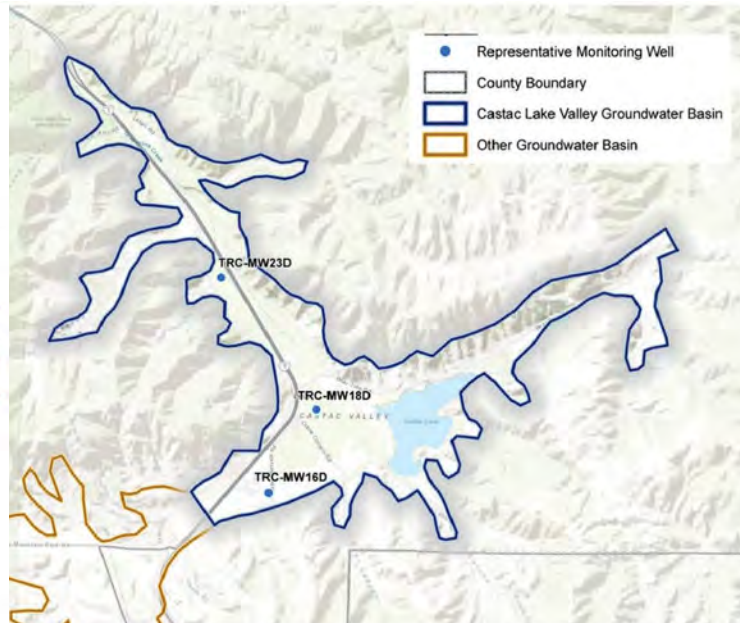 Representative Monitoring Well
County Boundary
Castac Lake Valley Groundwater Basin
Other Groundwater Basin
TRC-MW23D
TRC-MW18D
CASTAC VALLEY
TRC-MW16D